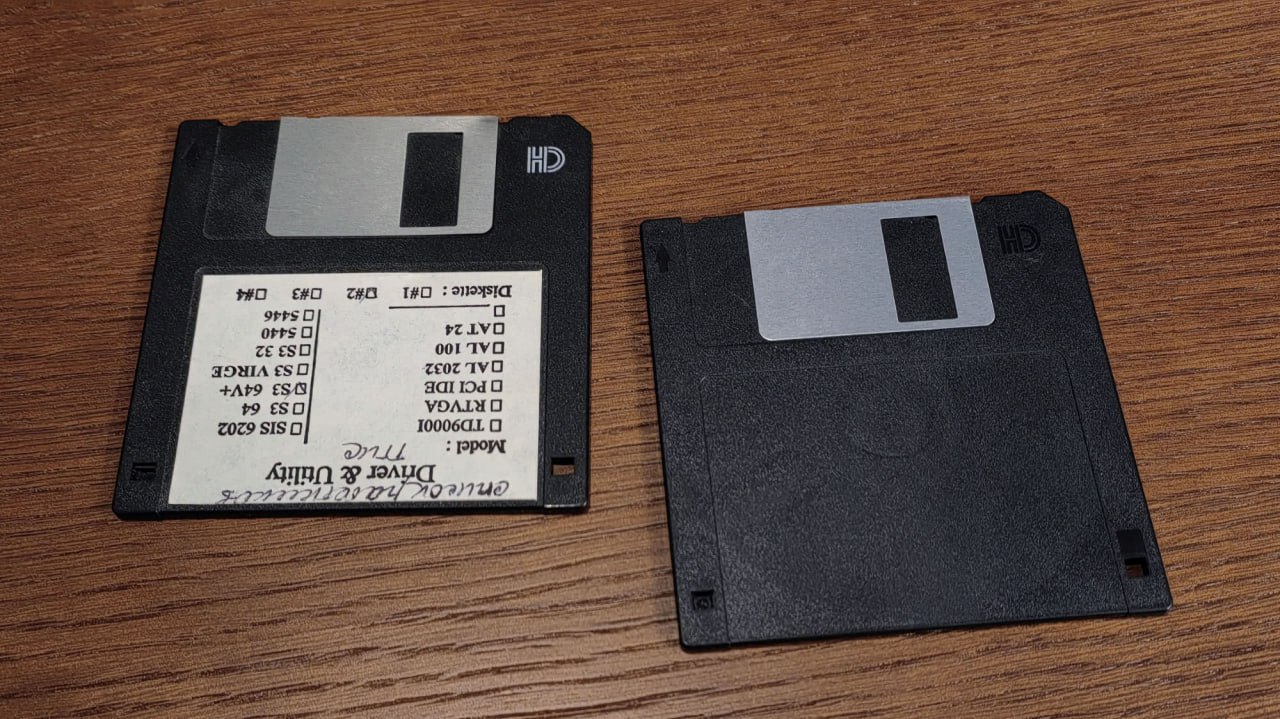 HD
Driver & Utility
Model :
TD9000I
RTVGA
PCI IDE
AL 2032
AL 100
AT 24
SIS 6202
S3 64
S3 64V+
S3 VIRGE
S3 32
5440
5446
Diskette : #1 #2 #3 #4
HD